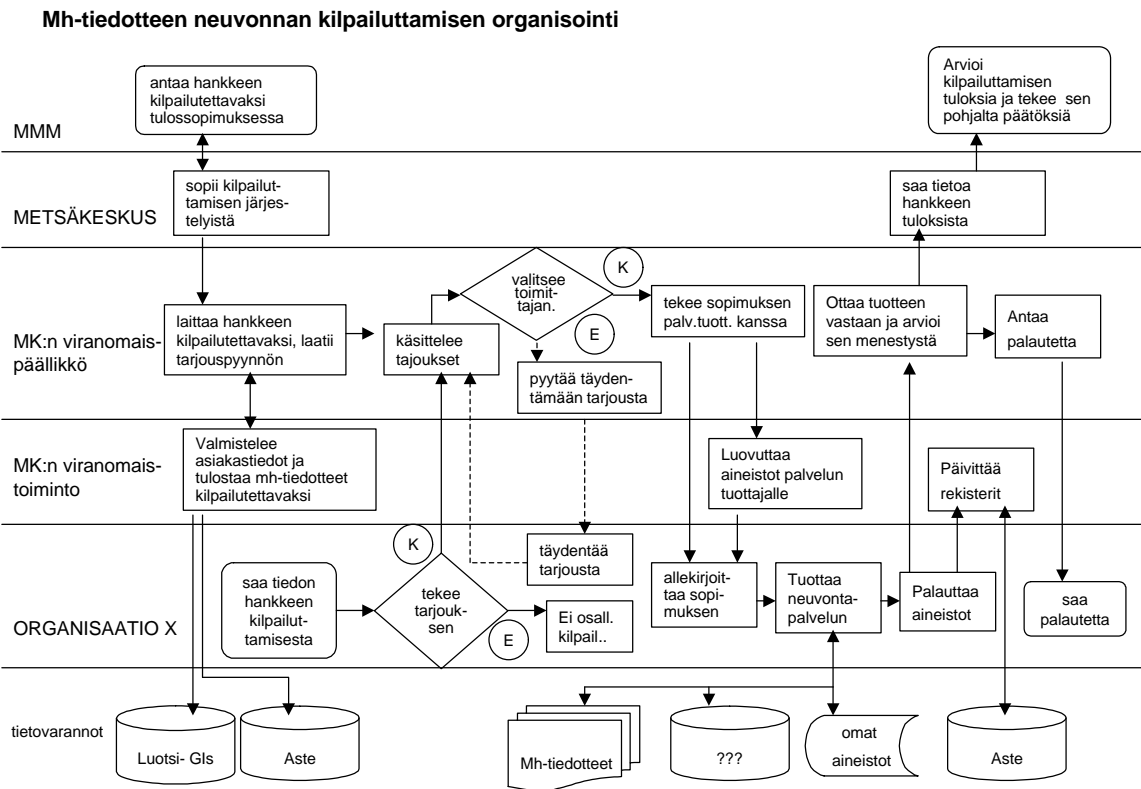 Mh-tiedotteen neuvonnan kilpailuttamisen organisointi
MMM
antaa hankkeen
kilpailutettavaksi
tulossopimuksessa
Arvioi
kilpailuttamisen
tuloksia ja tekee sen
pohjalta päätöksiä
METSÄKESKUS
sopii kilpailut-
tamisen järjes-
telyistä
saa tietoa
hankkeen
tuloksista
MK:n viranomais-
päällikkö
laittaa hankkeen
kilpailutettavaksi, laatii
tarjouspyynnön
käsittelee
tajoukset
valitsee
toimit-
tajan.
K
E
pyytää täyden-
tämään tarjousta
tekee sopimuksen
palv.tuott. kanssa
Ottaa tuotteen
vastaan ja arvioi
sen menestystä
Antaa
palautetta
MK:n viranomais-
toiminto
Valmistelee
asiakastiedot ja
tulostaa mh-tiedotteet
kilpailutettavaksi
Luovuttaa
aineistot palvelun
tuottajalle
Päivittää
rekisterit
ORGANISAATIO X
saa tiedon
hankkeen
kilpailut-
tamisesta
K
tekee
tarjouk-
sen
E
täydentää
tarjousta
Ei osall.
kilpail..
allekirjoit-
taa sopi-
muksen
Tuottaa
neuvonta-
palvelun
Palauttaa
aineistot
saa
palautetta
tietovarannot
Luotsi- GIs
Aste
Mh-tiedotteet
???
omat
aineistot
Aste